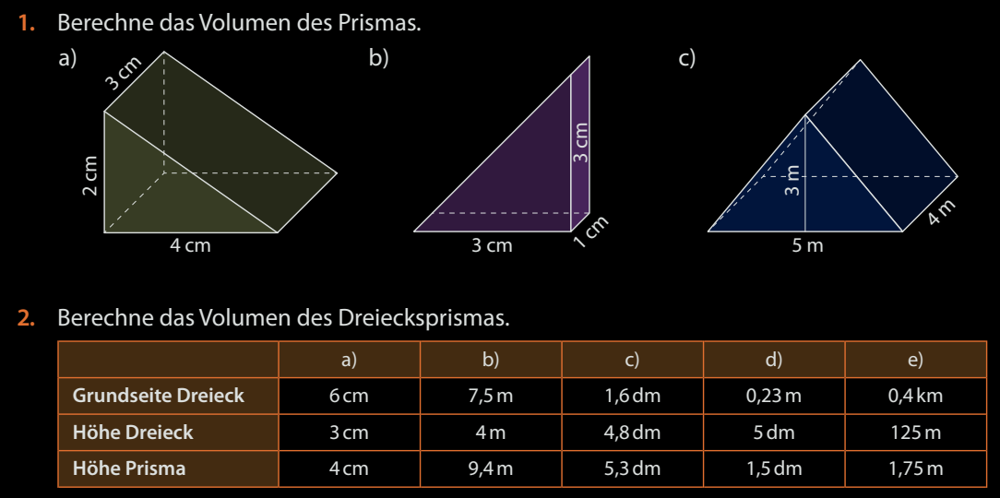 1. Berechne das Volumen des Prismas.
a) b) c)
3 cm
2 cm
4 cm
3 cm
3 cm
1 cm
3 m
4 m
5 m
2. Berechne das Volumen des Dreiecksprismas.
a) b) c) d) e)
Grundseite Dreieck 6 cm 7,5 m 1,6 dm 0,23 m 0,4 km
Höhe Dreieck 3 cm 4 m 4,8 dm 5 dm 125 m
Höhe Prisma 4 cm 9,4 m 5,3 dm 1,5 dm 1,75 m